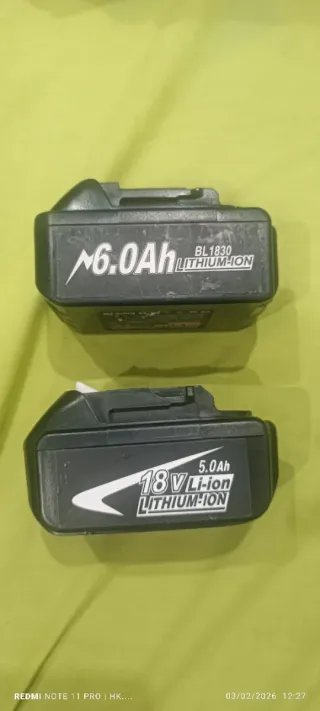 6.0Ah BL1830
LITHIUM-ION
5.0Ah
18V Li-ion
LITHIUM-ION
REDMI NOTE 11 PRO | HK....
03/02/2026 12:27